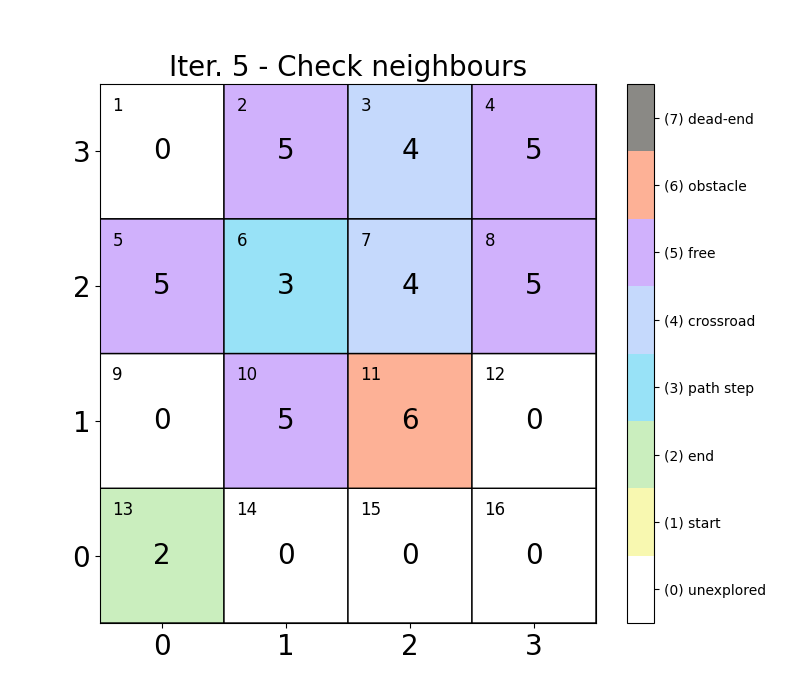 Iter. 5 - Check neighbours
1 2 3 4
3 0 5 4 5
5 6 7 8
2 5 3 4 5
9 10 11 12
1 0 5 6 0
13 14 15 16
0 2 0 0 0
0 1 2 3
(7) dead-end
(6) obstacle
(5) free
(4) crossroad
(3) path step
(2) end
(1) start
(0) unexplored